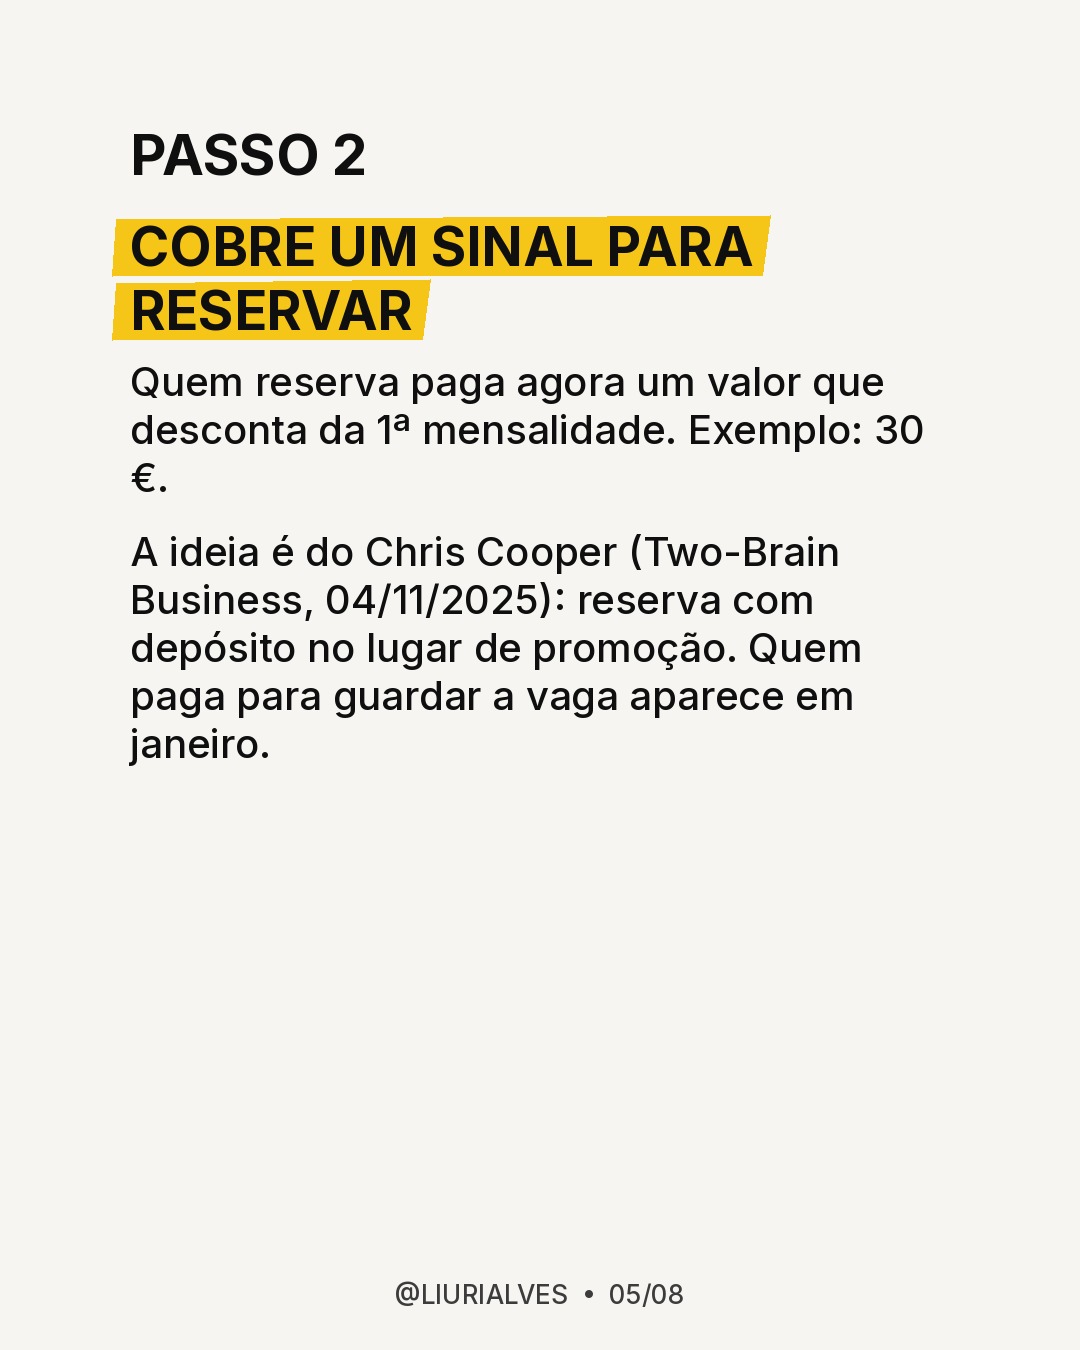 PASSO 2
COBRE UM SINAL PARA
RESERVAR
Quem reserva paga agora um valor que
desconta da 1ª mensalidade. Exemplo: 30
€.
A ideia é do Chris Cooper (Two-Brain
Business, 04/11/2025): reserva com
depósito no lugar de promoção. Quem
paga para guardar a vaga aparece em
janeiro.
@LIURIALVES • 05/08